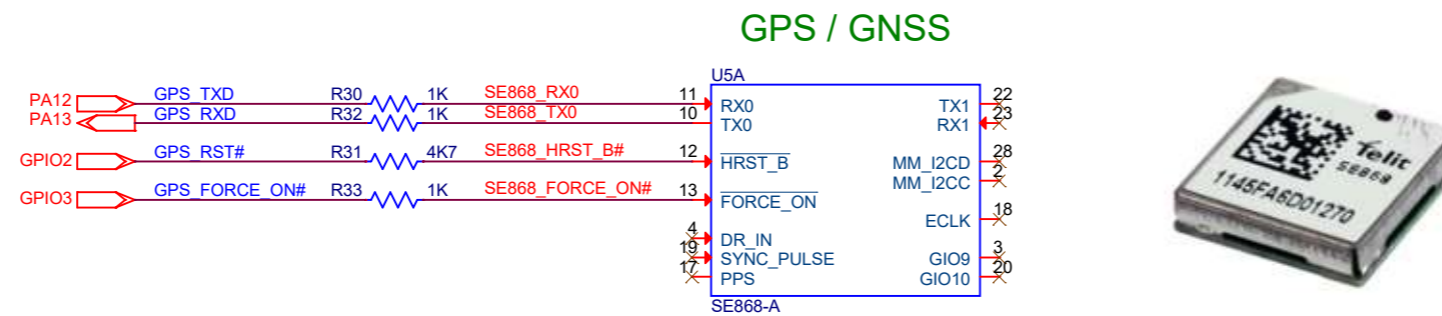 GPS / GNSS
U5A
PA12 GPS_TXD R30 1K SE868_RX0 11 RX0 TX1 22
PA13 GPS_RXD R32 1K SE868_TX0 10 TX0 RX1 23
GPIO2 GPS_RST# R31 4K7 SE868_HRST_B# 12 HRST_B MM_I2CD 28
MM_I2CC 2
GPIO3 GPS_FORCE_ON# R33 1K SE868_FORCE_ON# 13 FORCE_ON
ECLK 18
4 DR_IN
19 SYNC_PULSE GIO9 3
17 PPS GIO10 20
SE868-A
Telit
SE868
1145FA6D01270